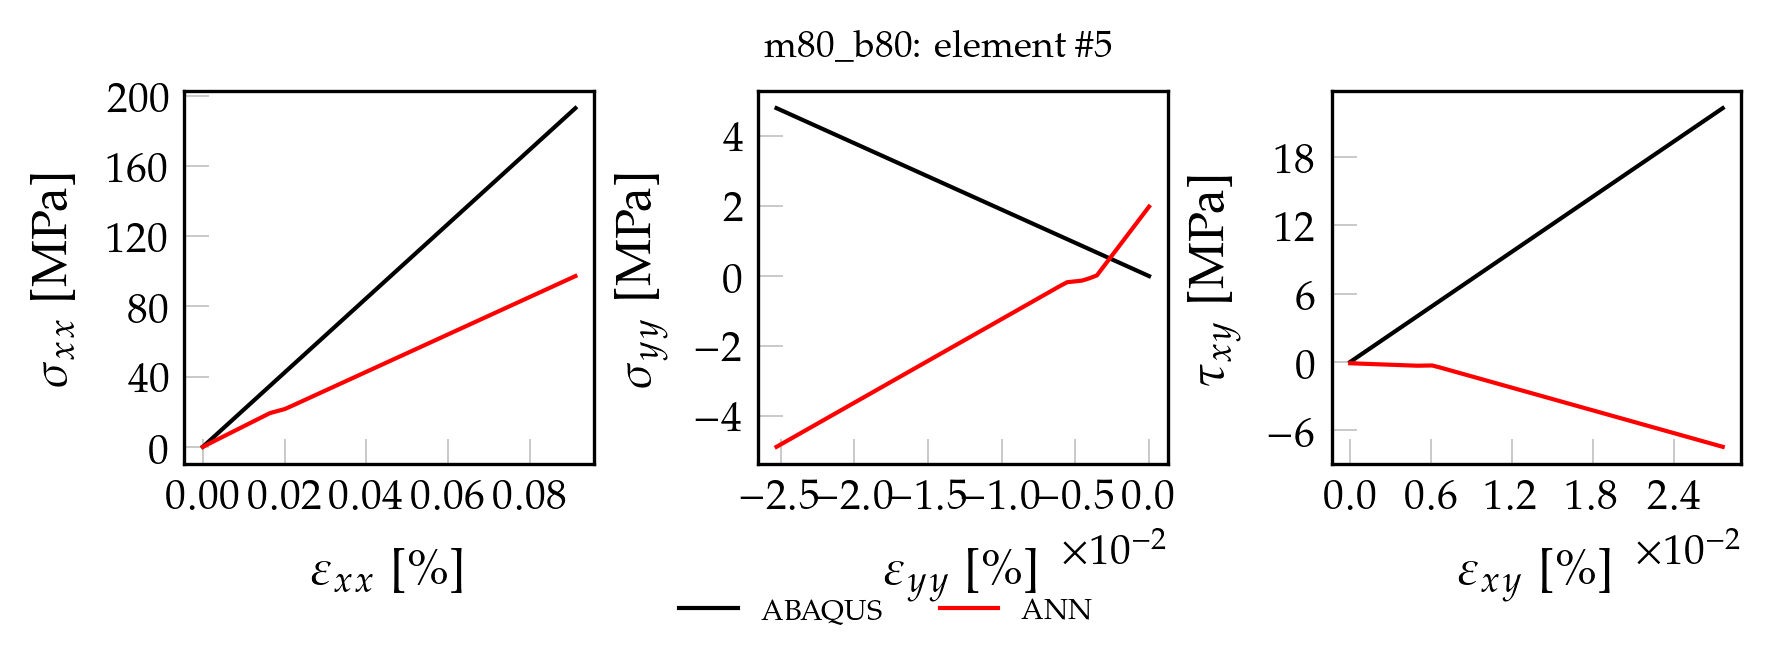 m80_b80: element #5
200
160
120
80
40
0
σxx [MPa]
0.00 0.02 0.04 0.06 0.08
εxx [%]
4
2
0
−2
−4
σyy [MPa]
−2.5 −2.0 −1.5 −1.0 −0.5 0.0
×10−2
εyy [%]
18
12
6
0
−6
τxy [MPa]
0.0 0.6 1.2 1.8 2.4
×10−2
εxy [%]
ABAQUS ANN